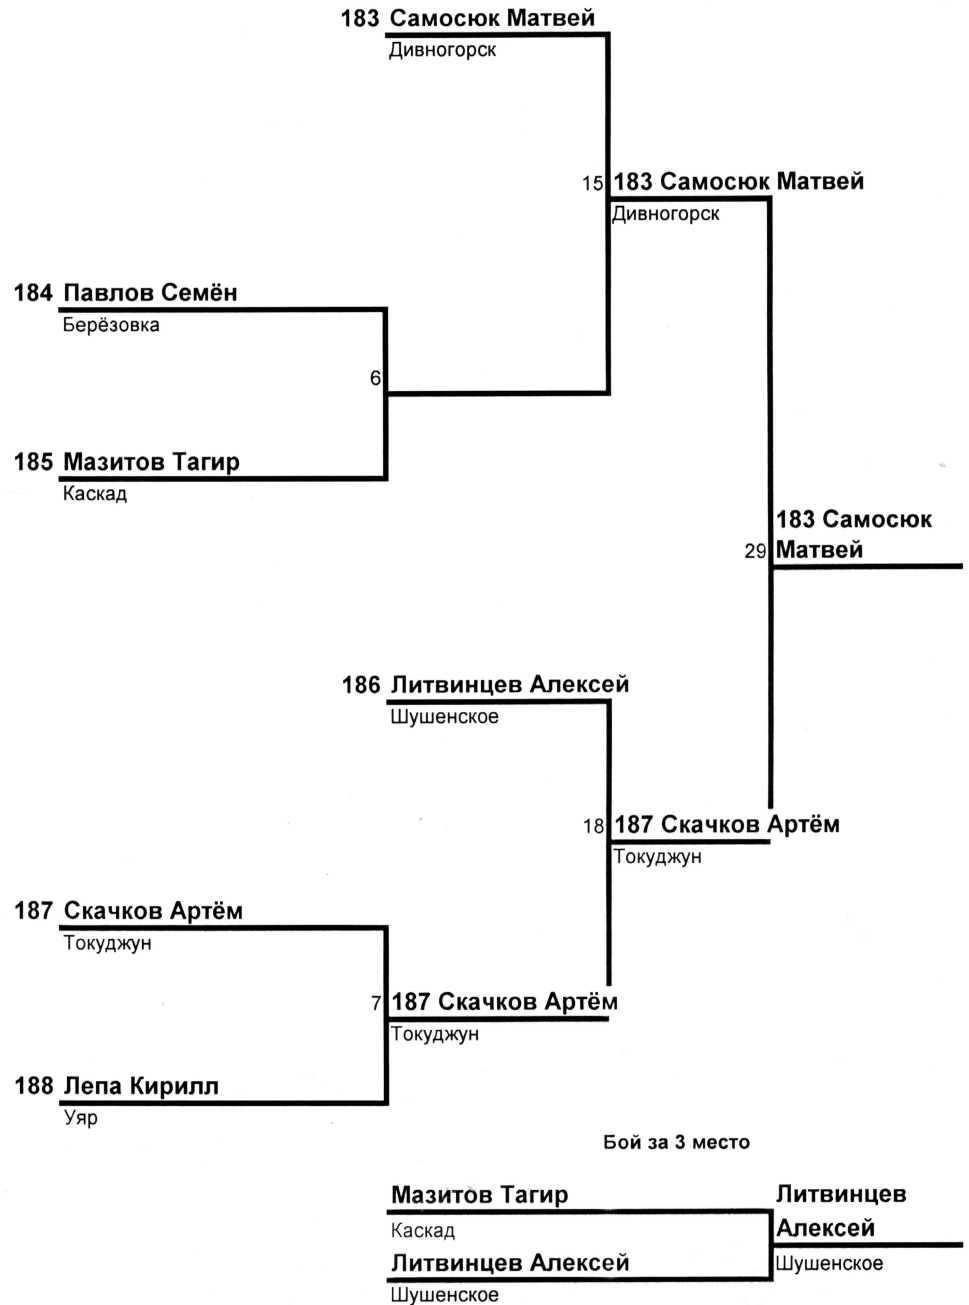 183 Самосюк Матвей
Дивногорск
15 183 Самосюк Матвей
Дивногорск
184 Павлов Семён
Берёзовка
6
185 Мазитов Тагир
Каскад
183 Самосюк
29 Матвей
186 Литвинцев Алексей
Шушенское
18 187 Скачков Артём
Токуджун
187 Скачков Артём
Токуджун
7 187 Скачков Артём
Токуджун
188 Лепа Кирилл
Уяр
Бой за 3 место
Мазитов Тагир
Каскад
Литвинцев Алексей
Шушенское
Литвинцев
Алексей
Шушенское